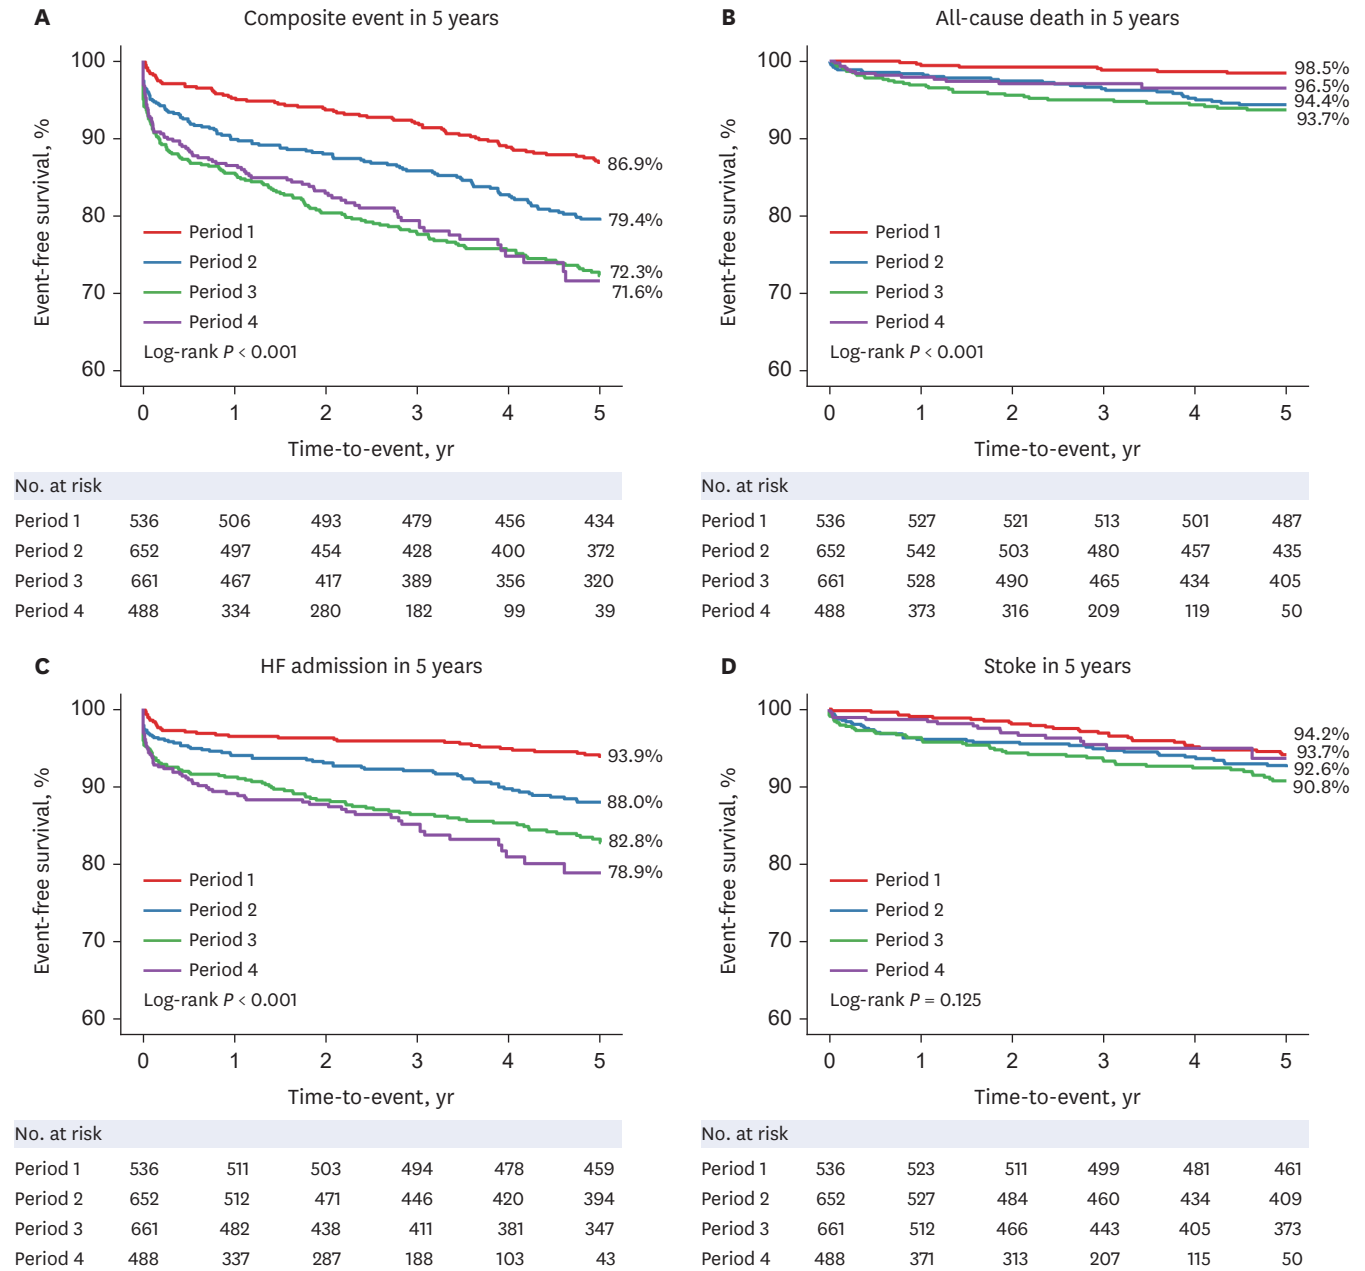 A Composite event in 5 years
Event-free survival, %
100
90
80
70
60
86.9%
79.4%
72.3%
71.6%
Period 1
Period 2
Period 3
Period 4
Log-rank P < 0.001
0 1 2 3 4 5
Time-to-event, yr
No. at risk
Period 1 536 506 493 479 456 434
Period 2 652 497 454 428 400 372
Period 3 661 467 417 389 356 320
Period 4 488 334 280 182 99 39
B All-cause death in 5 years
Event-free survival, %
100
90
80
70
60
98.5%
96.5%
94.4%
93.7%
Period 1
Period 2
Period 3
Period 4
Log-rank P < 0.001
0 1 2 3 4 5
Time-to-event, yr
No. at risk
Period 1 536 527 521 513 501 487
Period 2 652 542 503 480 457 435
Period 3 661 528 490 465 434 405
Period 4 488 373 316 209 119 50
C HF admission in 5 years
Event-free survival, %
100
90
80
70
60
93.9%
88.0%
82.8%
78.9%
Period 1
Period 2
Period 3
Period 4
Log-rank P < 0.001
0 1 2 3 4 5
Time-to-event, yr
No. at risk
Period 1 536 511 503 494 478 459
Period 2 652 512 471 446 420 394
Period 3 661 482 438 411 381 347
Period 4 488 337 287 188 103 43
D Stoke in 5 years
Event-free survival, %
100
90
80
70
60
94.2%
93.7%
92.6%
90.8%
Period 1
Period 2
Period 3
Period 4
Log-rank P = 0.125
0 1 2 3 4 5
Time-to-event, yr
No. at risk
Period 1 536 523 511 499 481 461
Period 2 652 527 484 460 434 409
Period 3 661 512 466 443 405 373
Period 4 488 371 313 207 115 50